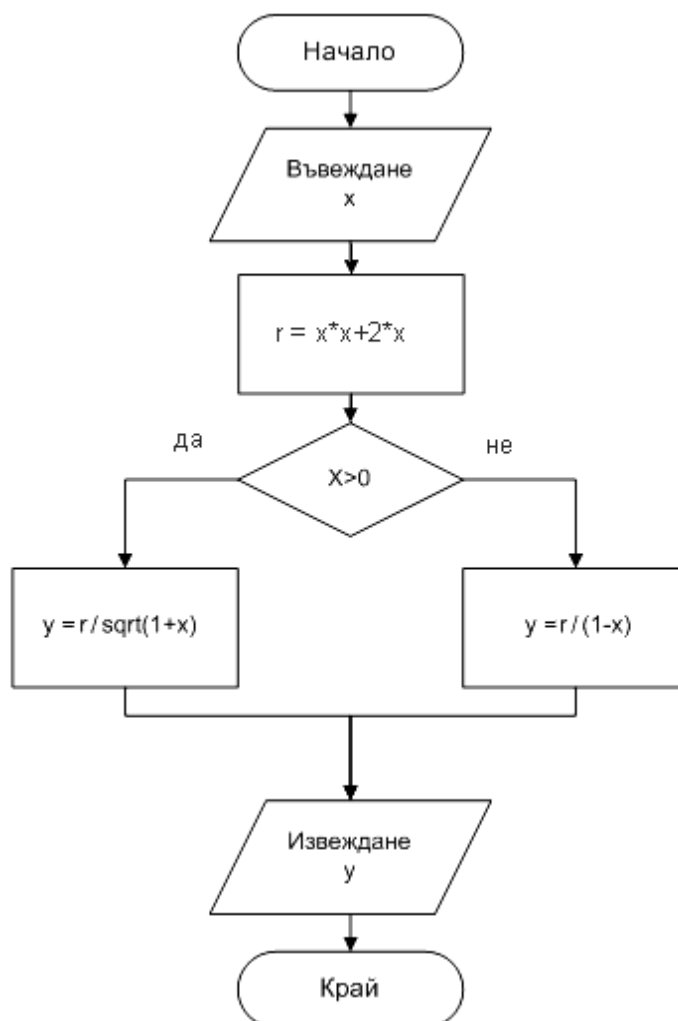 Начало
Въвеждане
x
r = x*x+2*x
да
не
X>0
y =r/sqrt(1+x)
y =r/(1-x)
Извеждане
y
Край